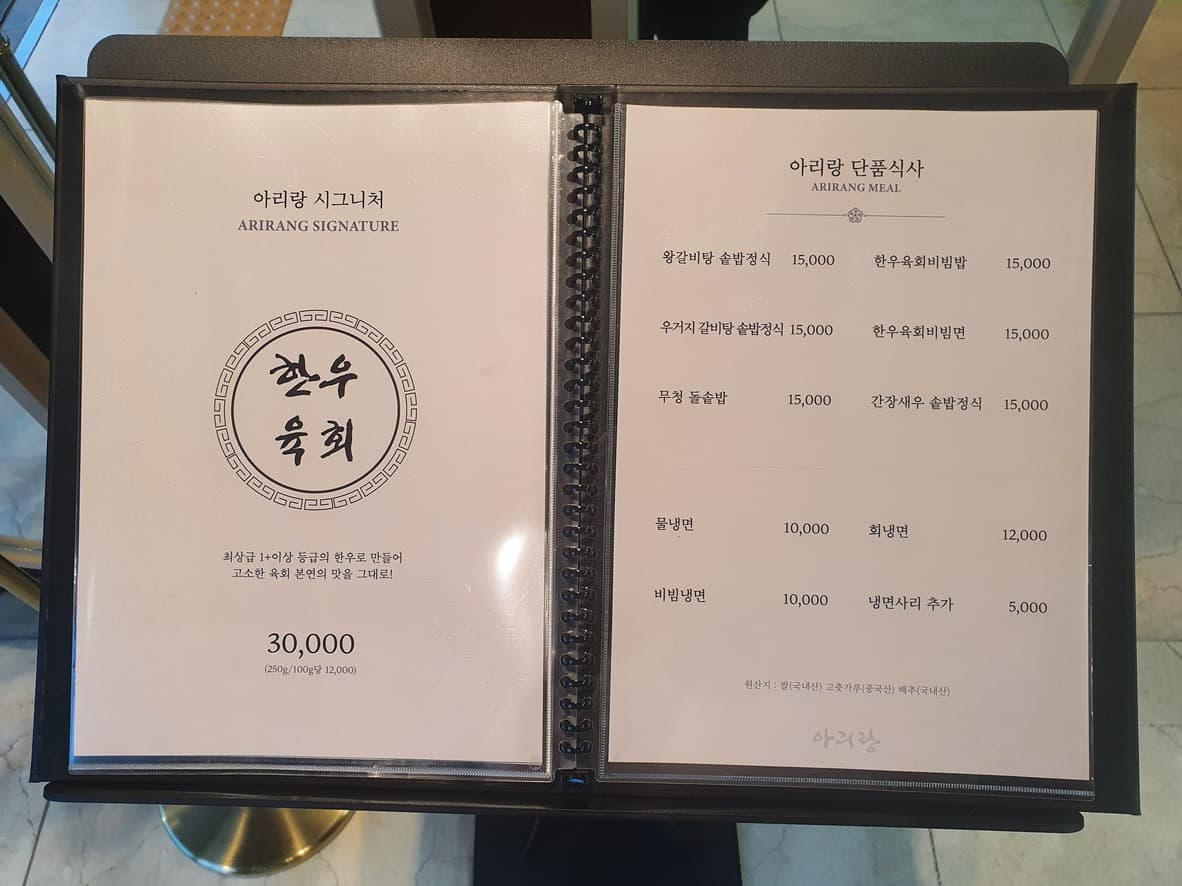 아리랑 시그니처
ARIRANG SIGNATURE
한우
육회
최상급 1+이상 등급의 한우로 만들어
고소한 육회 본연의 맛을 그대로!
30,000
(250g/100g당 12,000)
아리랑 단품식사
ARIRANG MEAL
왕갈비탕 솥밥정식 15,000 한우육회비빔밥 15,000
우거지 갈비탕 솥밥정식 15,000 한우육회비빔면 15,000
무청 돌솥밥 15,000 간장새우 솥밥정식 15,000
물냉면 10,000 회냉면 12,000
비빔냉면 10,000 냉면사리 추가 5,000
원산지 : 쌀(국내산) 고춧가루(중국산) 배추(국내산)
아리랑